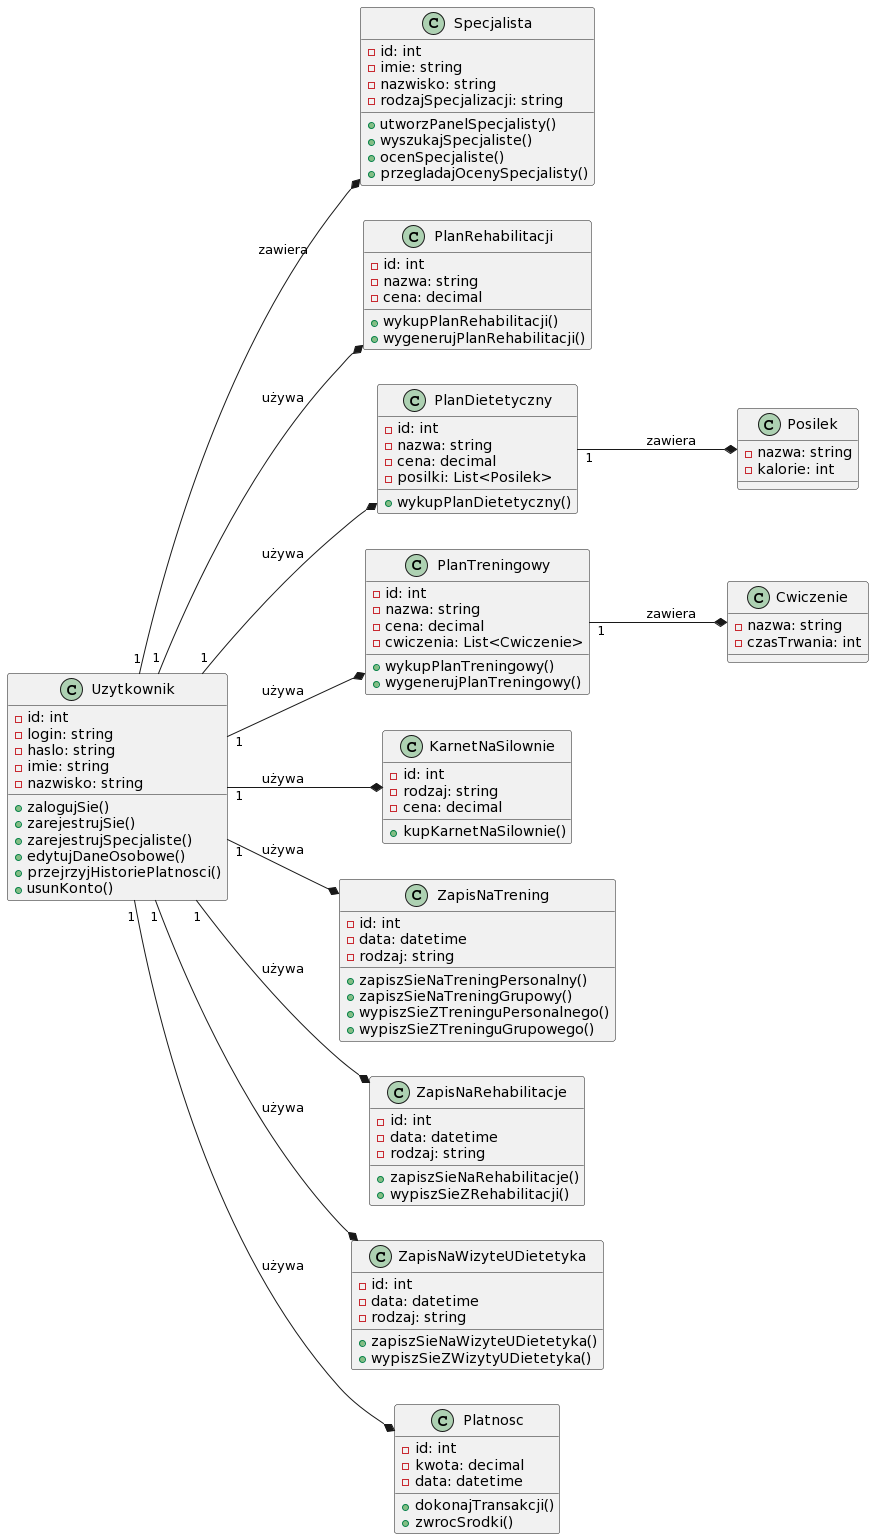 C Specjalista
id: int
imie: string
nazwisko: string
rodzajSpecjalizacji: string
utworzPanelSpecjalisty()
wyszukajSpecjaliste()
ocenSpecjaliste()
przegladajOcenySpecjalisty()
zawiera
1
C PlanRehabilitacji
id: int
nazwa: string
cena: decimal
wykupPlanRehabilitacji()
wygenerujPlanRehabilitacji()
używa
1
C PlanDietetyczny
id: int
nazwa: string
cena: decimal
posilki: List<Posilek>
wykupPlanDietetyczny()
używa
1
zawiera
1
C Posilek
nazwa: string
kalorie: int
C PlanTreningowy
id: int
nazwa: string
cena: decimal
cwiczenia: List<Cwiczenie>
wykupPlanTreningowy()
wygenerujPlanTreningowy()
używa
1
zawiera
1
C Cwiczenie
nazwa: string
czasTrwania: int
C Uzytkownik
id: int
login: string
haslo: string
imie: string
nazwisko: string
zalogujSie()
zarejestrujSie()
zarejestrujSpecjaliste()
edytujDaneOsobowe()
przejrzyjHistoriePlatnosci()
usunKonto()
używa
1
C KarnetNaSilownie
id: int
rodzaj: string
cena: decimal
kupKarnetNaSilownie()
używa
1
C ZapisNaTrening
id: int
data: datetime
rodzaj: string
zapiszSieNaTreningPersonalny()
zapiszSieNaTreningGrupowy()
wypiszSieZTreninguPersonalnego()
wypiszSieZTreninguGrupowego()
1
używa
C ZapisNaRehabilitacje
id: int
data: datetime
rodzaj: string
zapiszSieNaRehabilitacje()
wypiszSieZRehabilitacji()
1
używa
C ZapisNaWizyteUDietetyka
id: int
data: datetime
rodzaj: string
zapiszSieNaWizyteUDietetyka()
wypiszSieZWizytyUDietetyka()
1
używa
C Platnosc
id: int
kwota: decimal
data: datetime
dokonajTransakcji()
zwrocSrodki()